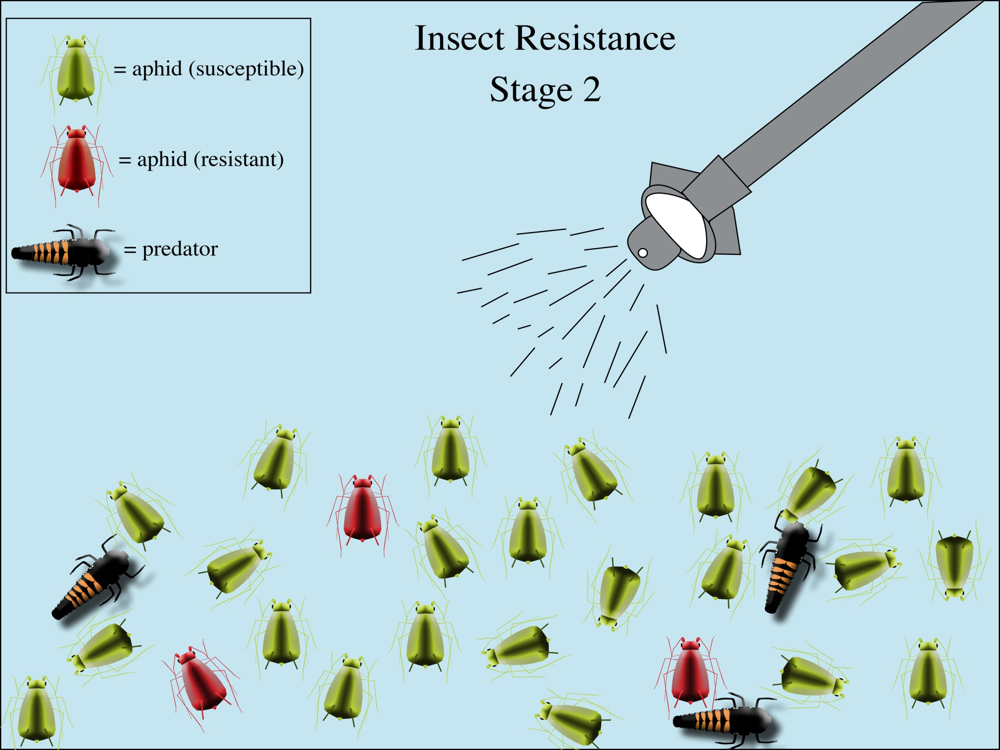 Insect Resistance
Stage 2
= aphid (susceptible)
= aphid (resistant)
= predator